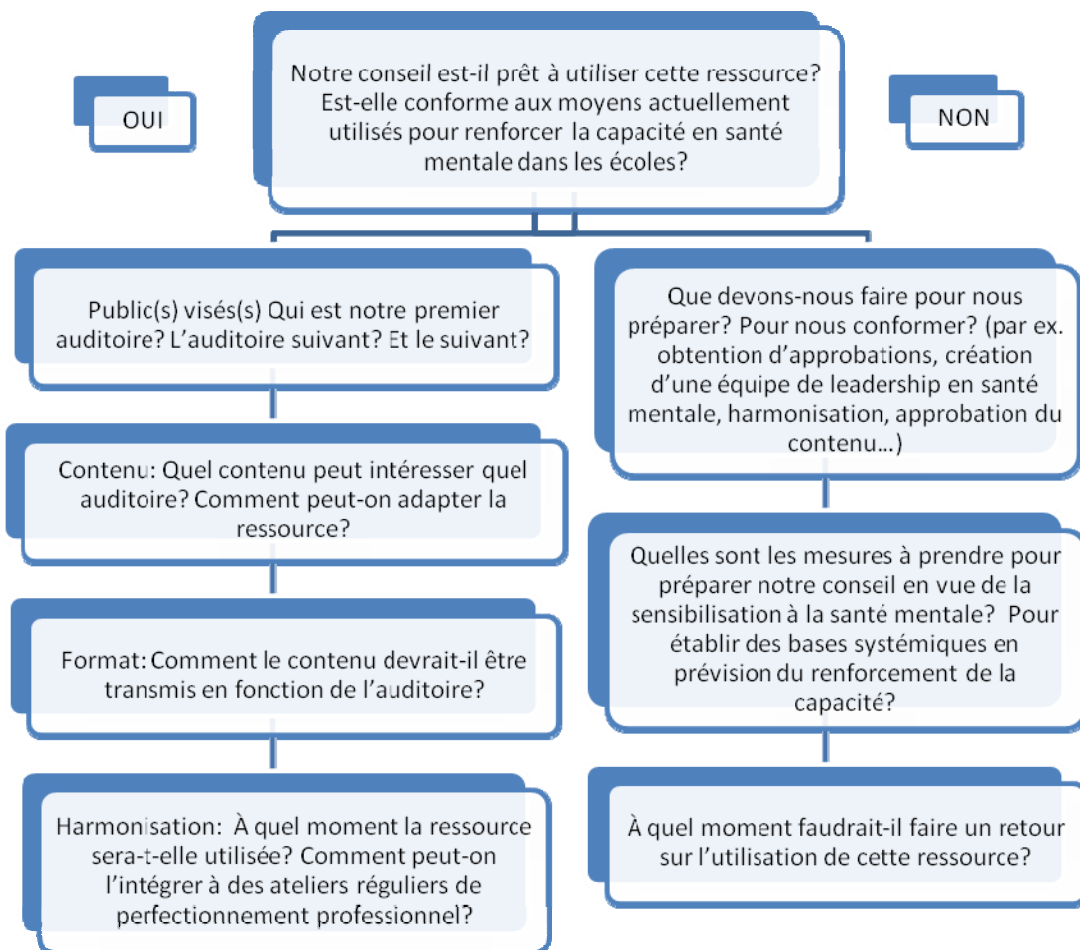 Notre conseil est-il prêt à utiliser cette ressource?
Est-elle conforme aux moyens actuellement
utilisés pour renforcer la capacité en santé
mentale dans les écoles?
OUI
NON
Public(s) visés(s) Qui est notre premier
auditoire? L'auditoire suivant? Et le suivant?
Contenu: Quel contenu peut intéresser quel
auditoire? Comment peut-on adapter la
ressource?
Format: Comment le contenu devrait-il être
transmis en fonction de l'auditoire?
Harmonisation: À quel moment la ressource
sera-t-elle utilisée? Comment peut-on
l'intégrer à des ateliers réguliers de
perfectionnement professionnel?
Que devons-nous faire pour nous
préparer? Pour nous conformer? (par ex.
obtention d'approbations, création
d'une équipe de leadership en santé
mentale, harmonisation, approbation du
contenu...)
Quelles sont les mesures à prendre pour
préparer notre conseil en vue de la
sensibilisation à la santé mentale? Pour
établir des bases systémiques en
prévision du renforcement de la
capacité?
À quel moment faudrait-il faire un retour
sur l'utilisation de cette ressource?